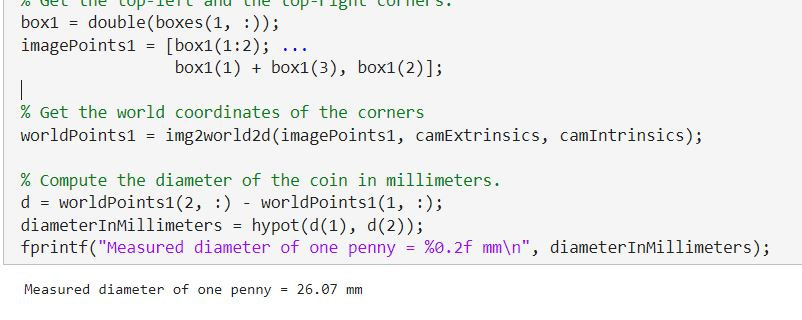 % Get the top-left and the top-right corners.
box1 = double(boxes(1, :));
imagePoints1 = [box1(1:2); ...
box1(1) + box1(3), box1(2)];
% Get the world coordinates of the corners
worldPoints1 = img2world2d(imagePoints1, camExtrinsics, camIntrinsics);
% Compute the diameter of the coin in millimeters.
d = worldPoints1(2, :) - worldPoints1(1, :);
diameterInMillimeters = hypot(d(1), d(2));
fprintf("Measured diameter of one penny = %0.2f mm\n", diameterInMillimeters);
Measured diameter of one penny = 26.07 mm